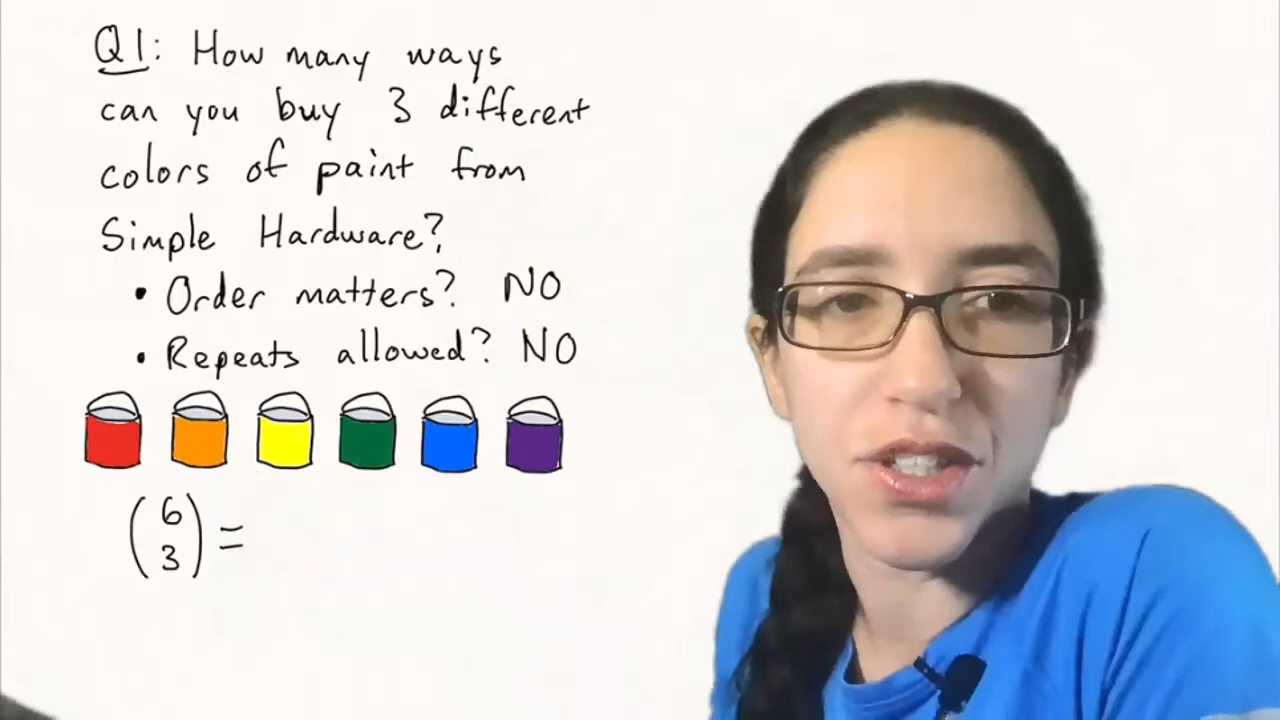 Q1: How many ways
can you buy 3 different
colors of paint from
Simple Hardware?
• Order matters? NO
• Repeats allowed? NO
(6
3) =